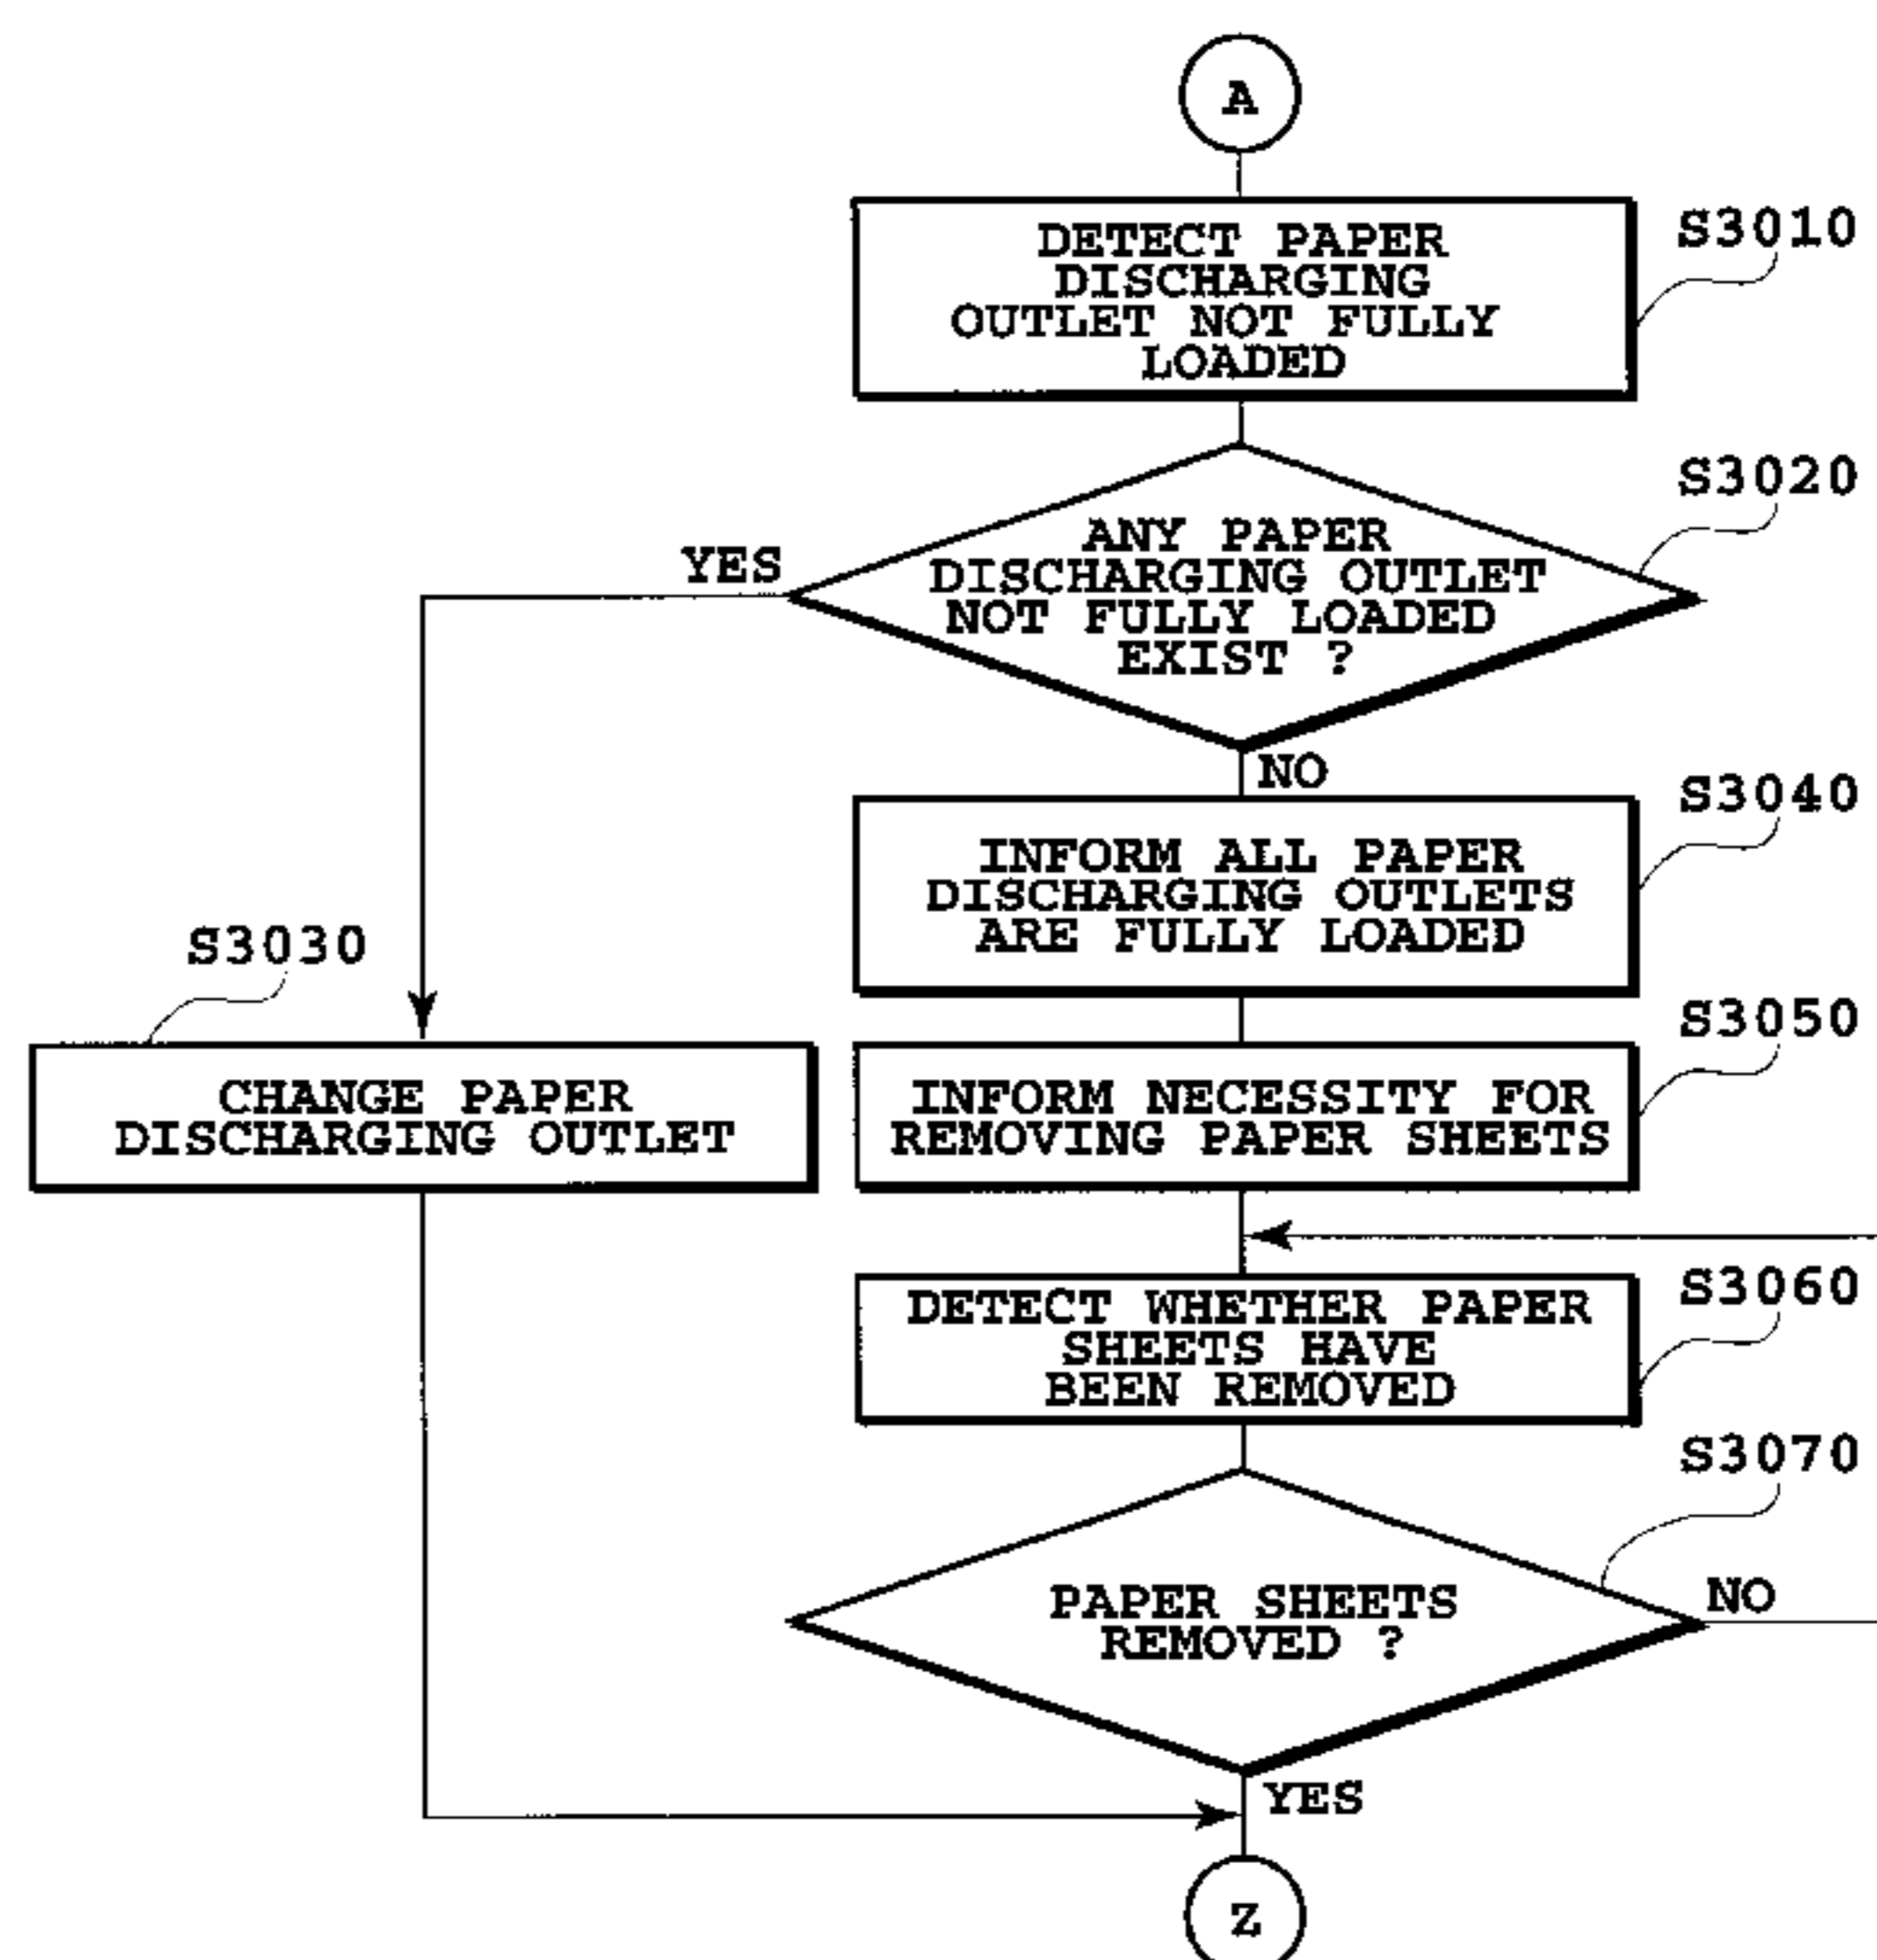 A
DETECT PAPER
DISCHARGING
OUTLET NOT FULLY
LOADED
S3010
ANY PAPER
DISCHARGING OUTLET
NOT FULLY LOADED
EXIST ?
S3020
YES
NO
INFORM ALL PAPER
DISCHARGING OUTLETS
ARE FULLY LOADED
S3040
S3030
CHANGE PAPER
DISCHARGING OUTLET
INFORM NECESSITY FOR
REMOVING PAPER SHEETS
S3050
DETECT WHETHER PAPER
SHEETS HAVE
BEEN REMOVED
S3060
PAPER SHEETS
REMOVED ?
S3070
NO
YES
Z